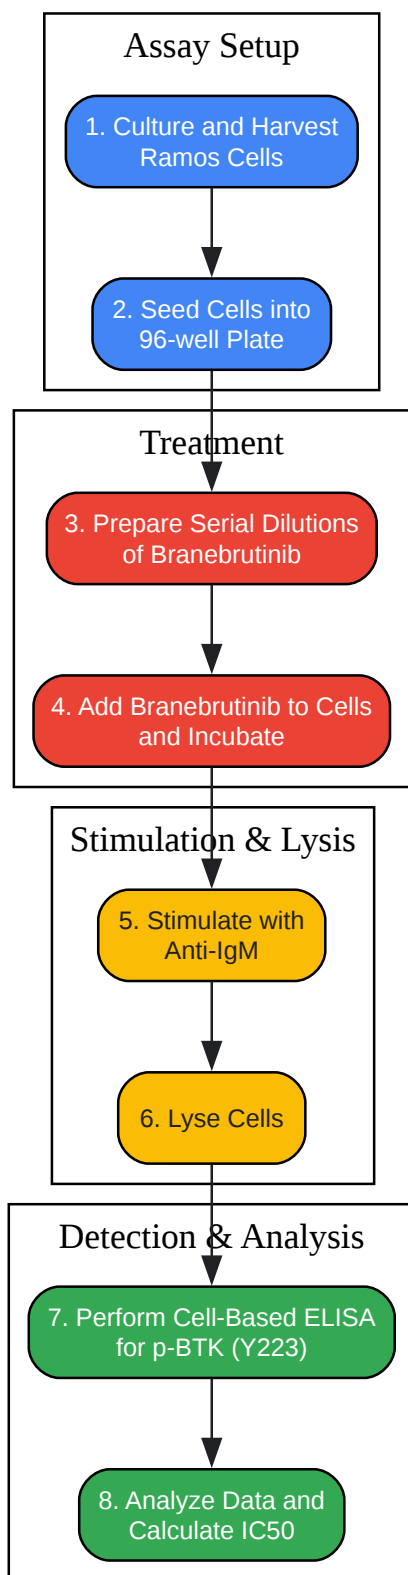 Assay Setup
1. Culture and Harvest
Ramos Cells
2. Seed Cells into
96-well Plate
Treatment
3. Prepare Serial Dilutions
of Branebrutinib
4. Add Branebrutinib to Cells
and Incubate
Stimulation & Lysis
5. Stimulate with
Anti-IgM
6. Lyse Cells
Detection & Analysis
7. Perform Cell-Based ELISA
for p-BTK (Y223)
8. Analyze Data and
Calculate IC50